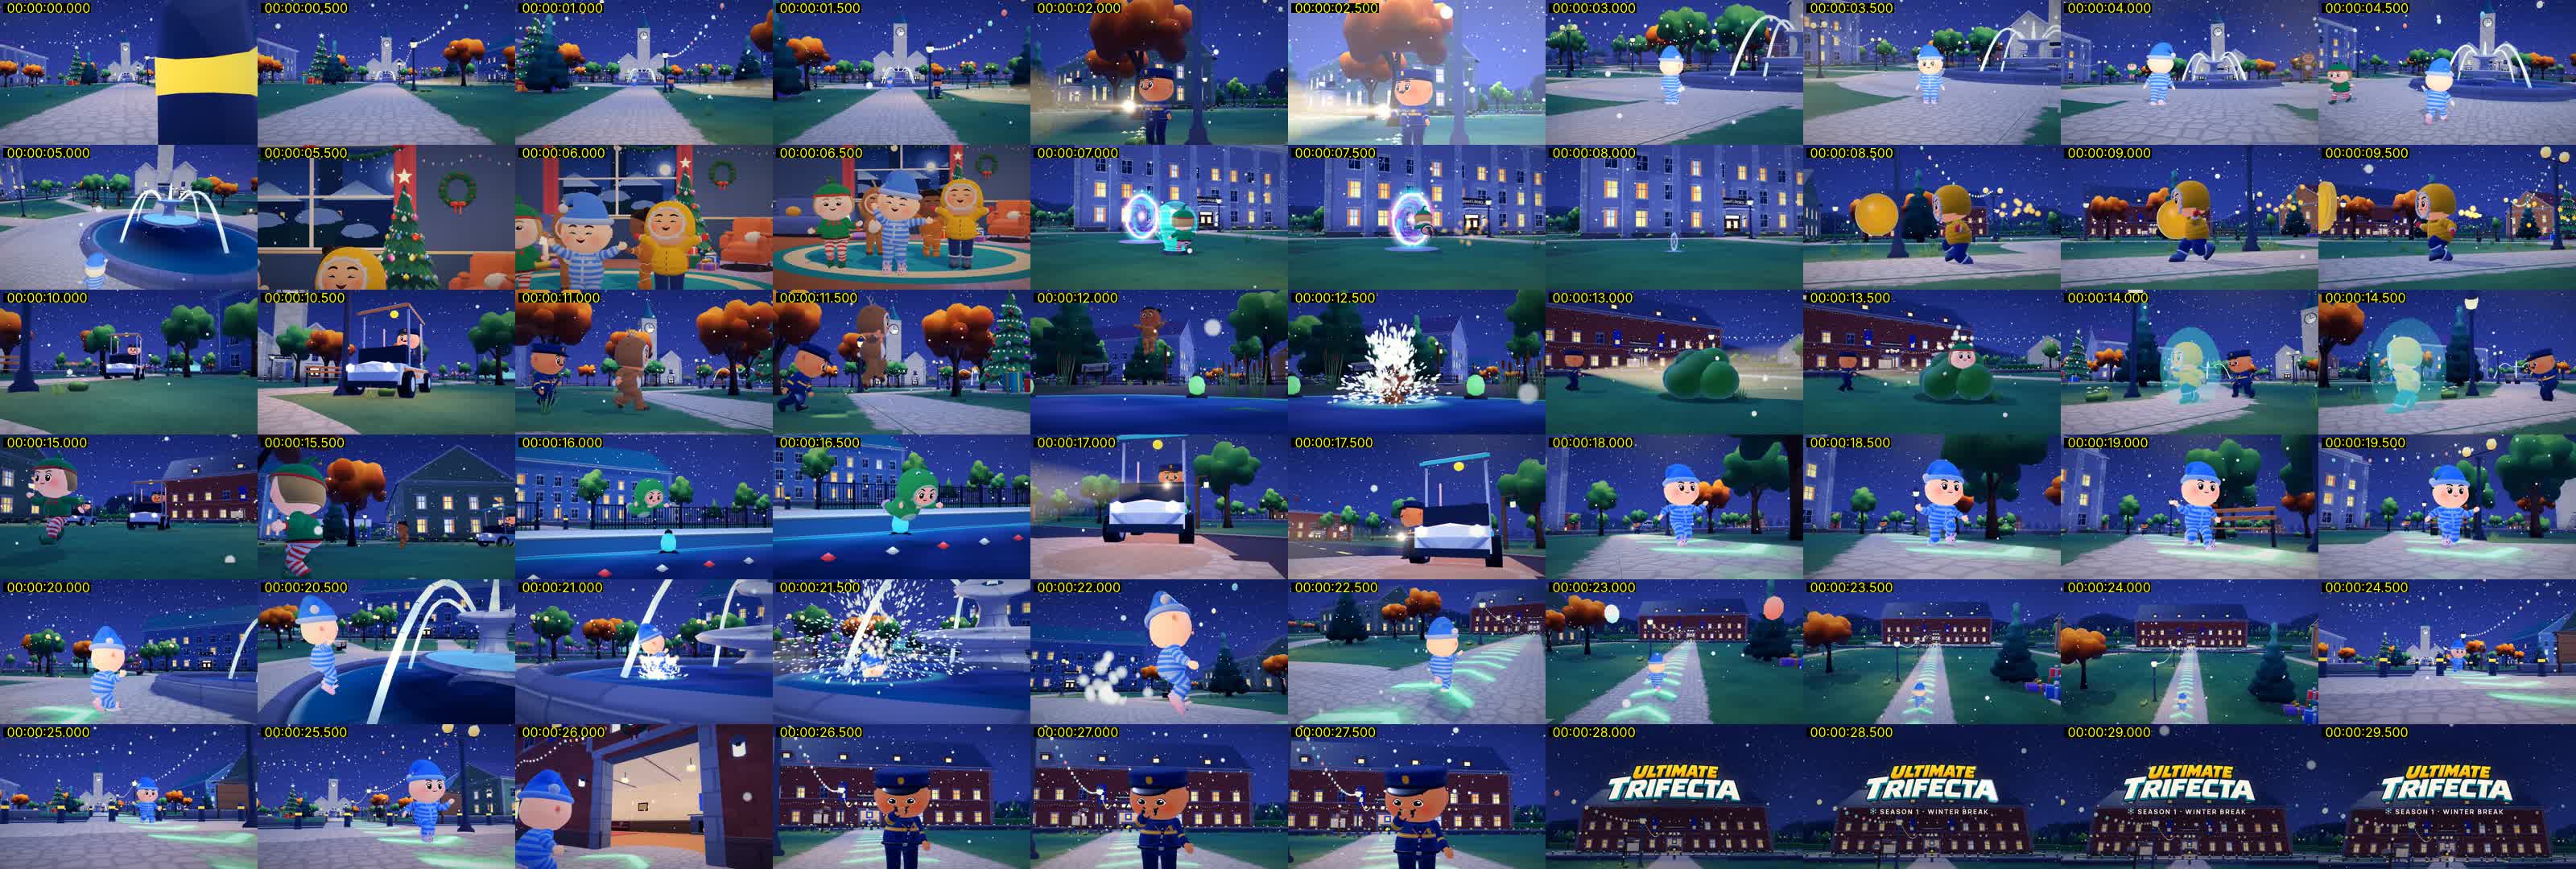 00:00:00.000 00:00:00.500 00:00:01.000 00:00:01.500 00:00:02.000 00:00:02.500 00:00:03.000 00:00:03.500 00:00:04.000 00:00:04.500
00:00:05.000 00:00:05.500 00:00:06.000 00:00:06.500 00:00:07.000 00:00:07.500 00:00:08.000 00:00:08.500 00:00:09.000 00:00:09.500
00:00:10.000 00:00:10.500 00:00:11.000 00:00:11.500 00:00:12.000 00:00:12.500 00:00:13.000 00:00:13.500 00:00:14.000 00:00:14.500
00:00:15.000 00:00:15.500 00:00:16.000 00:00:16.500 00:00:17.000 00:00:17.500 00:00:18.000 00:00:18.500 00:00:19.000 00:00:19.500
00:00:20.000 00:00:20.500 00:00:21.000 00:00:21.500 00:00:22.000 00:00:22.500 00:00:23.000 00:00:23.500 00:00:24.000 00:00:24.500
00:00:25.000 00:00:25.500 00:00:26.000 00:00:26.500 00:00:27.000 00:00:27.500 00:00:28.000 00:00:28.500 00:00:29.000 00:00:29.500
ULTIMATE ULTIMATE ULTIMATE ULTIMATE
TRIFECTA TRIFECTA TRIFECTA TRIFECTA
SEASON 1 · WINTER BREAK SEASON 1 · WINTER BREAK SEASON 1 · WINTER BREAK